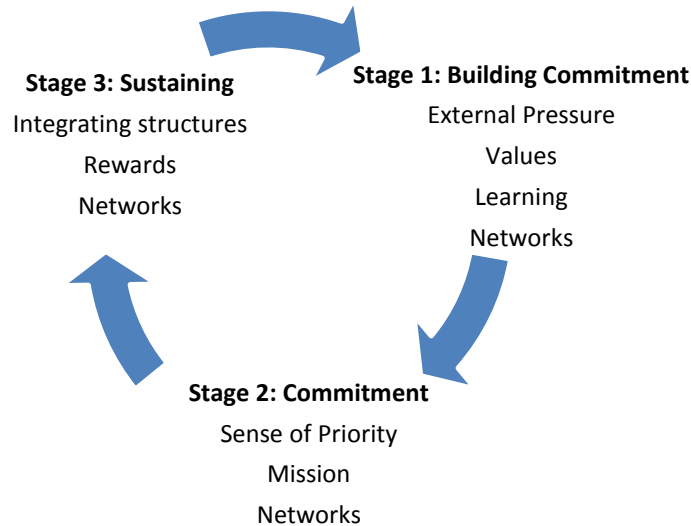 Stage 1: Building Commitment
External Pressure
Values
Learning
Networks
Stage 2: Commitment
Sense of Priority
Mission
Networks
Stage 3: Sustaining
Integrating structures
Rewards
Networks